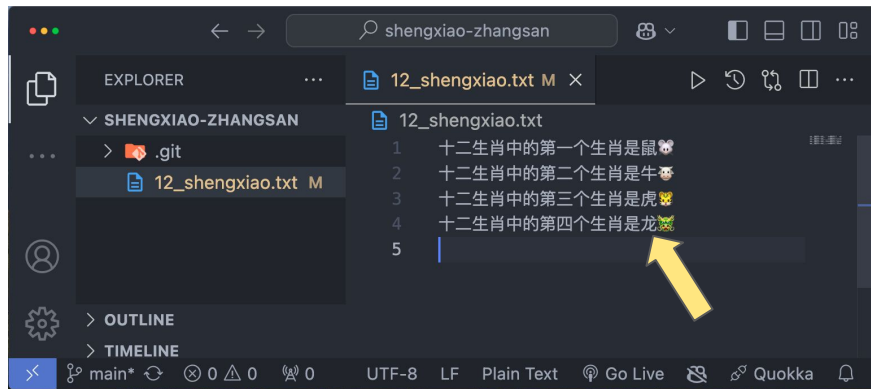 shengxiao-zhangsan
EXPLORER
12_shengxiao.txt M
SHENGXIAO-ZHANGSAN
.git
12_shengxiao.txt M
OUTLINE
TIMELINE
12_shengxiao.txt
1 十二生肖中的第一个生肖是鼠🐭
2 十二生肖中的第二个生肖是牛🐮
3 十二生肖中的第三个生肖是虎🐯
4 十二生肖中的第四个生肖是龙🐲
5
main* 0 0 0 UTF-8 LF Plain Text Go Live Quokka